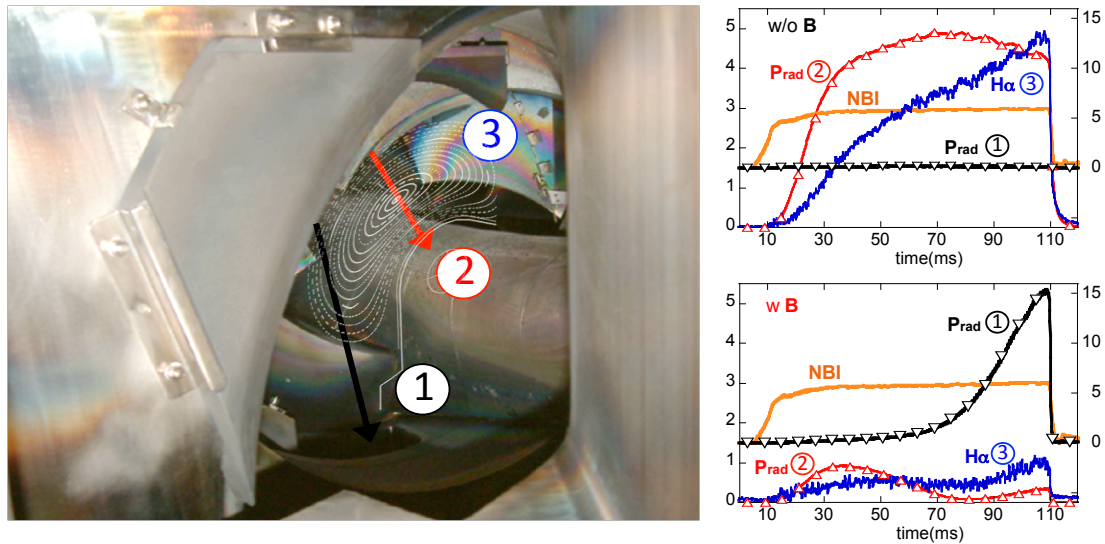 3
2
1
w/o B
5 4 3 2 1 0
15 10 5 0
Prad ②
Hα ③
NBI
Prad ①
10 30 50 70 90 110
time(ms)
w B
5 4 3 2 1 0
15 10 5 0
Prad ①
NBI
Prad ②
Hα ③
10 30 50 70 90 110
time(ms)